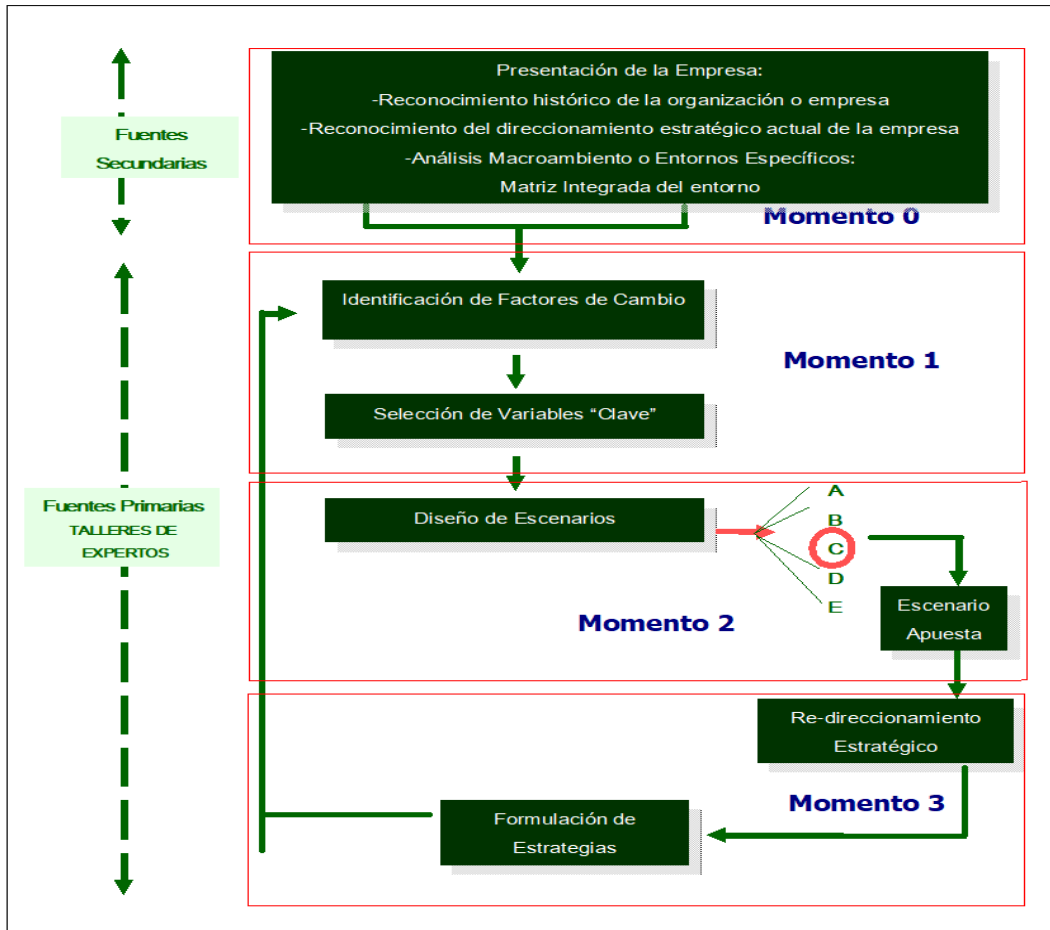 Presentación de la Empresa:
-Reconocimiento histórico de la organización o empresa
-Reconocimiento del direccionamiento estratégico actual de la empresa
-Análisis Macroambiento o Entornos Específicos:
Matriz Integrada del entorno
Momento 0
Fuentes
Secundarias
Identificación de Factores de Cambio
Momento 1
Selección de Variables “Clave”
Fuentes Primarias
TALLERES DE
EXPERTOS
Diseño de Escenarios
A
B
C
D
E
Escenario
Apuesta
Momento 2
Re-direccionamiento
Estratégico
Momento 3
Formulación de
Estrategias